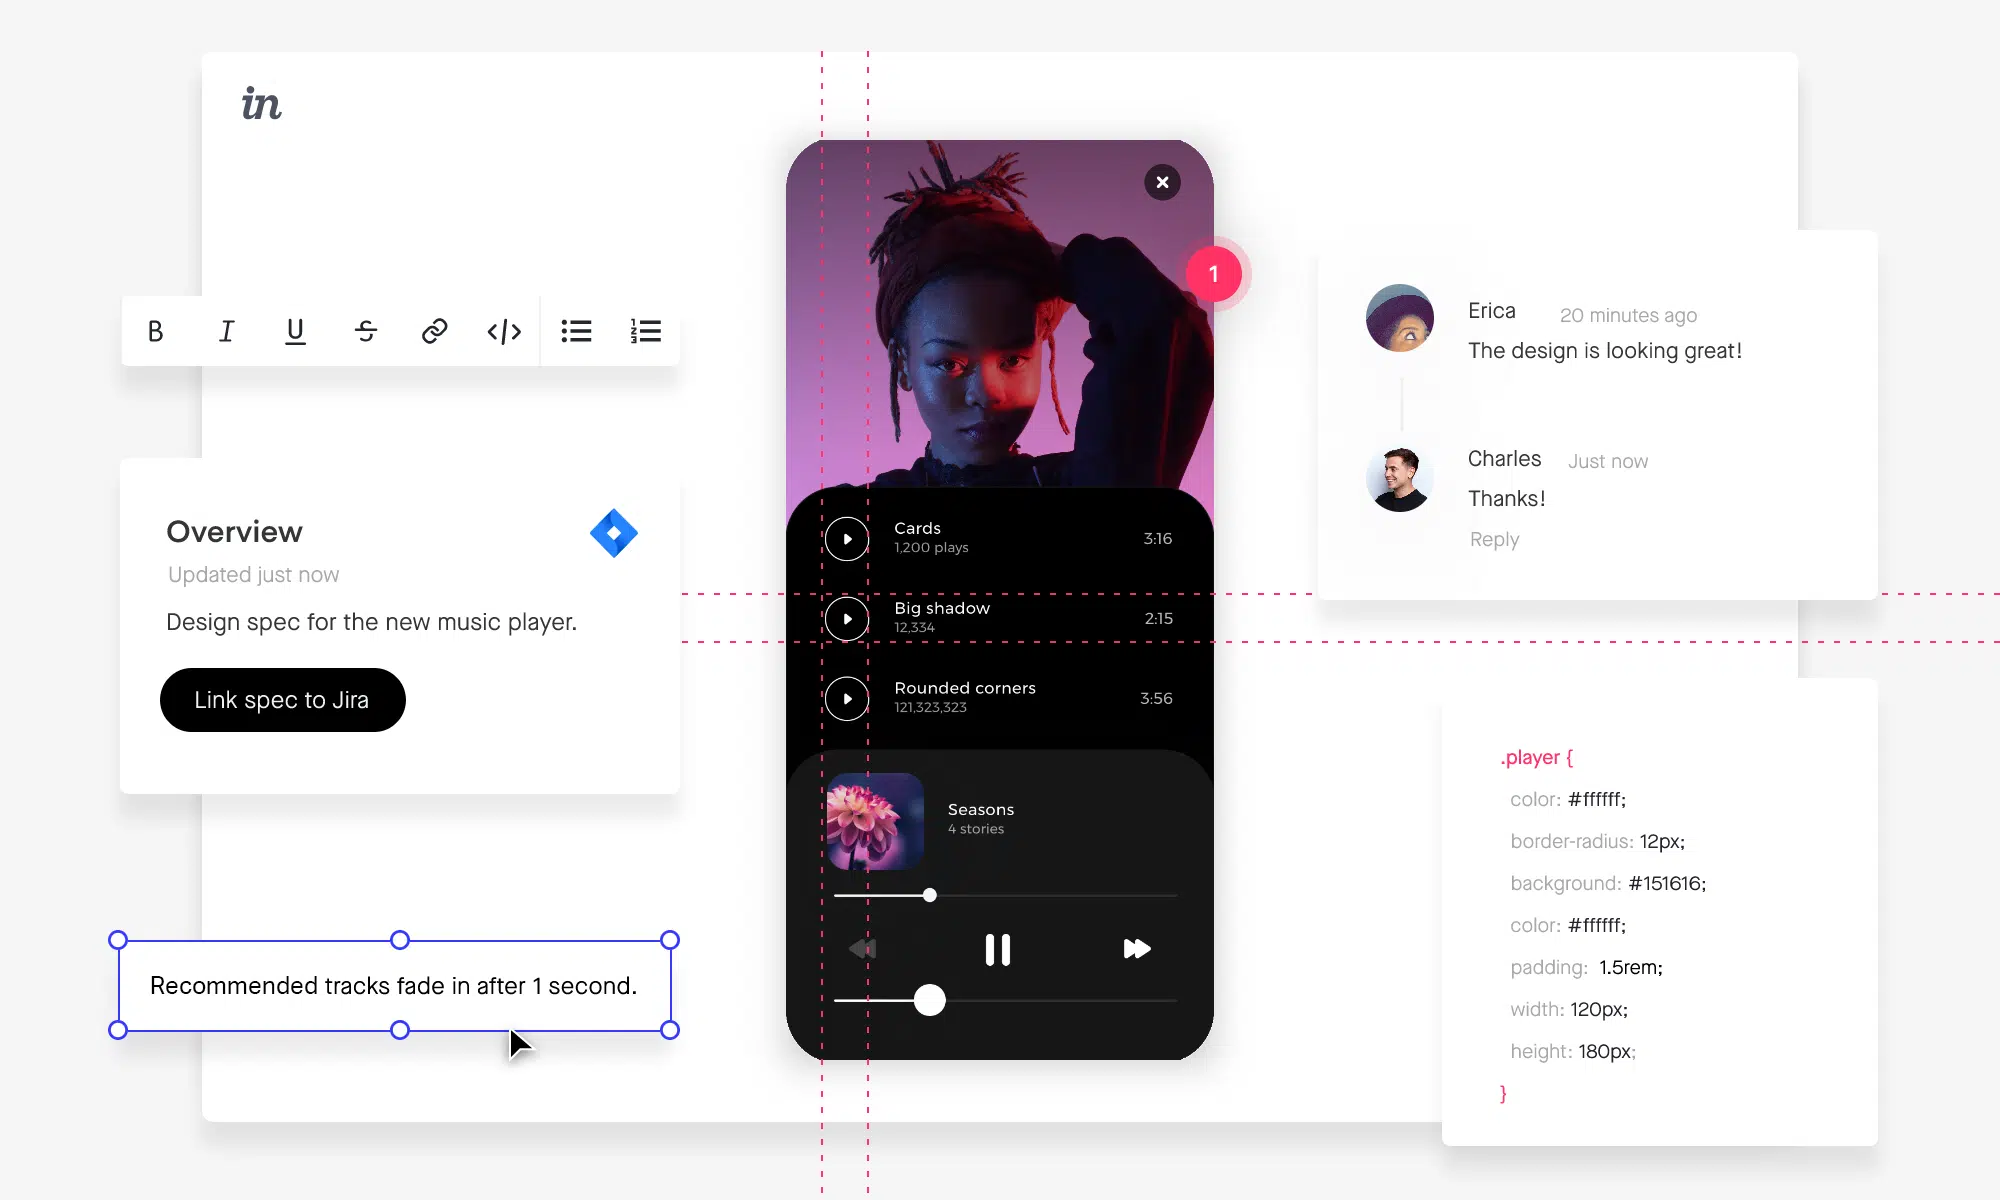 in
B I U S </>
1
2
3
Overview
Updated just now
Design spec for the new music player.
Link spec to Jira
Recommended tracks fade in after 1 second.
1
Cards
1,200 plays
3:16
Big shadow
12,334
2:15
Rounded corners
121,323,323
3:56
Seasons
4 stories
Erica 20 minutes ago
The design is looking great!
Charles Just now
Thanks!
Reply
.player {
color: #ffffff;
border-radius: 12px;
background: #151616;
color: #ffffff;
padding: 1.5rem;
width: 120px;
height: 180px;
}